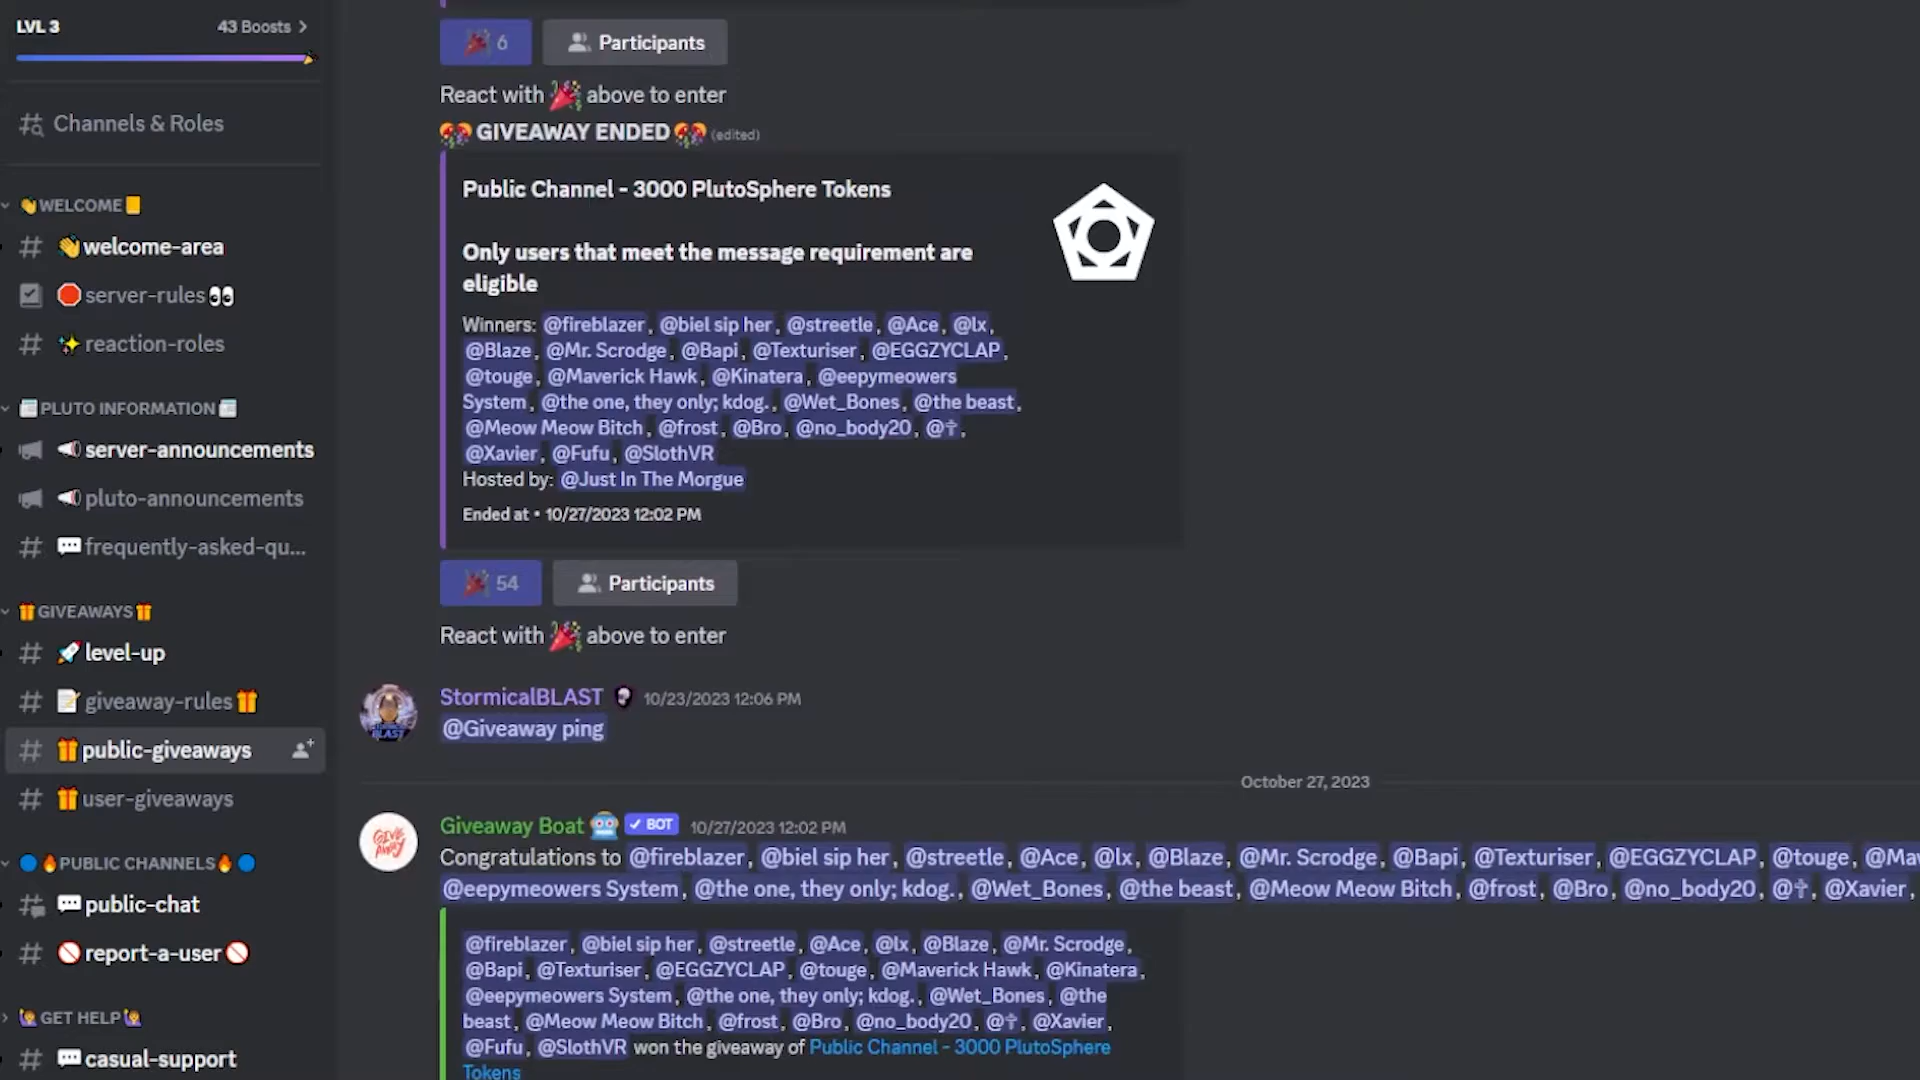 LVL 3
43 Boosts
Channels & Roles
WELCOME
welcome-area
server-rules
reaction-roles
PLUTO INFORMATION
server-announcements
pluto-announcements
frequently-asked-qu...
GIVEAWAYS
level-up
giveaway-rules
public-giveaways
user-giveaways
PUBLIC CHANNELS
public-chat
report-a-user
GET HELP
casual-support
6
Participants
React with above to enter
GIVEAWAY ENDED (edited)
Public Channel - 3000 PlutoSphere Tokens
Only users that meet the message requirement are
eligible
Winners: @fireblazer, @biel sip her, @streetle, @Ace, @lx,
@Blaze, @Mr. Scrodge, @Bapi, @Texturiser, @EGGZYCLAP,
@touge, @Maverick Hawk, @Kinatera, @eepymeowers
System, @the one, they only; kdog., @Wet_Bones, @the beast,
@Meow Meow Bitch, @frost, @Bro, @no_body20, @✝,
@Xavier, @Fufu, @SlothVR
Hosted by: @Just In The Morgue
Ended at • 10/27/2023 12:02 PM
54
Participants
React with above to enter
StormicalBLAST 10/23/2023 12:06 PM
@Giveaway ping
October 27, 2023
GIVE
AWAY
Giveaway Boat BOT 10/27/2023 12:02 PM
Congratulations to @fireblazer, @biel sip her, @streetle, @Ace, @lx, @Blaze, @Mr. Scrodge, @Bapi, @Texturiser, @EGGZYCLAP, @touge,
@eepymeowers System, @the one, they only; kdog., @Wet_Bones, @the beast, @Meow Meow Bitch, @frost, @Bro, @no_body20, @✝, @Xavier,
@fireblazer, @biel sip her, @streetle, @Ace, @lx, @Blaze, @Mr. Scrodge,
@Bapi, @Texturiser, @EGGZYCLAP, @touge, @Maverick Hawk, @Kinatera,
@eepymeowers System, @the one, they only; kdog., @Wet_Bones, @the
beast, @Meow Meow Bitch, @frost, @Bro, @no_body20, @✝, @Xavier,
@Fufu, @SlothVR won the giveaway of Public Channel - 3000 PlutoSphere
Tokens